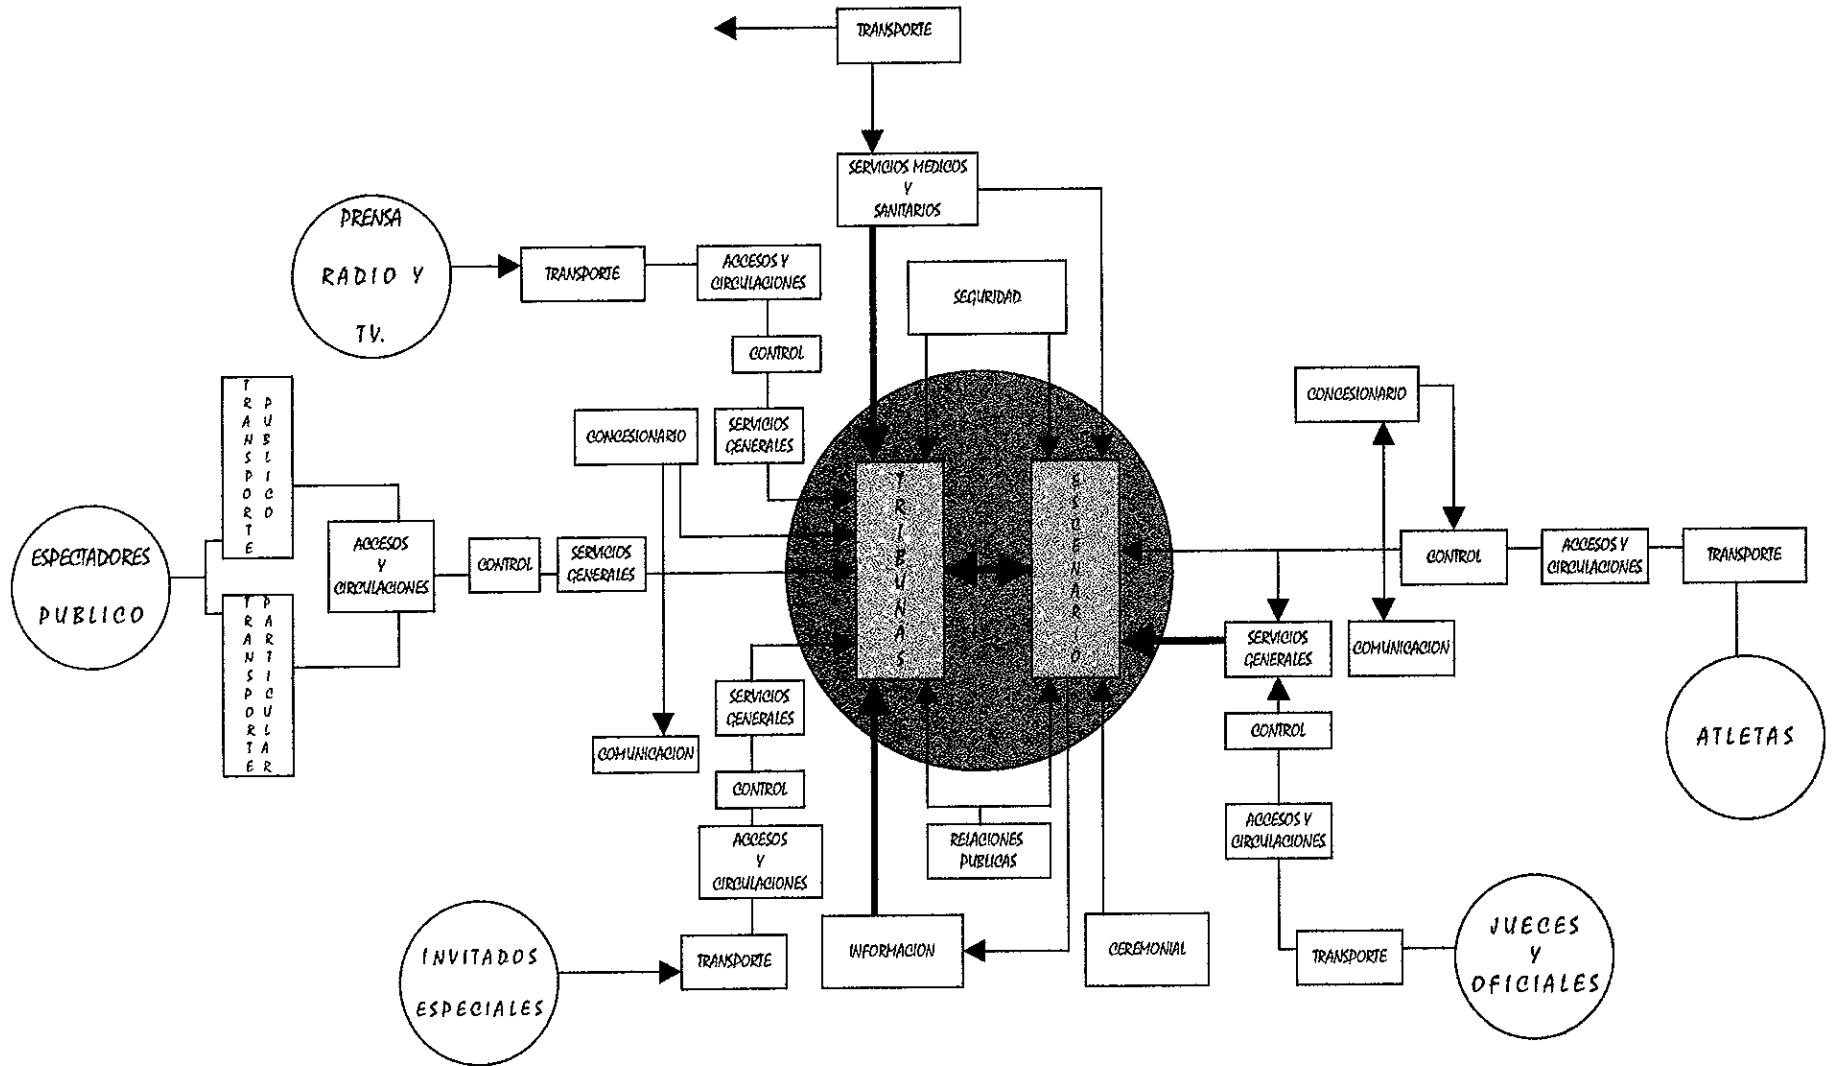 TRANSPORTE
SERVICIOS MEDICOS
Y
SANITARIOS
PRENSA
RADIO Y
TV.
TRANSPORTE
ACCESOS Y
CIRCULACIONES
SEGURIDAD
CONTROL
CONCESIONARIO
SERVICIOS
GENERALES
CONCESIONARIO
TRANSPORTE
PUBLICO
ESPECTADORES
PUBLICO
ACCESOS
Y
CIRCULACIONES
CONTROL
SERVICIOS
GENERALES
TRIBUNAS
ESCENARIO
CONTROL
ACCESOS Y
CIRCULACIONES
TRANSPORTE
TRANSPORTE
PARTICULAR
SERVICIOS
GENERALES
COMUNICACION
SERVICIOS
GENERALES
CONTROL
ATLETAS
COMUNICACION
CONTROL
ACCESOS Y
CIRCULACIONES
ACCESOS
Y
CIRCULACIONES
RELACIONES
PUBLICAS
INVITADOS
ESPECIALES
TRANSPORTE
INFORMACION
CEREMONIAL
TRANSPORTE
JUECES
Y
OFICIALES